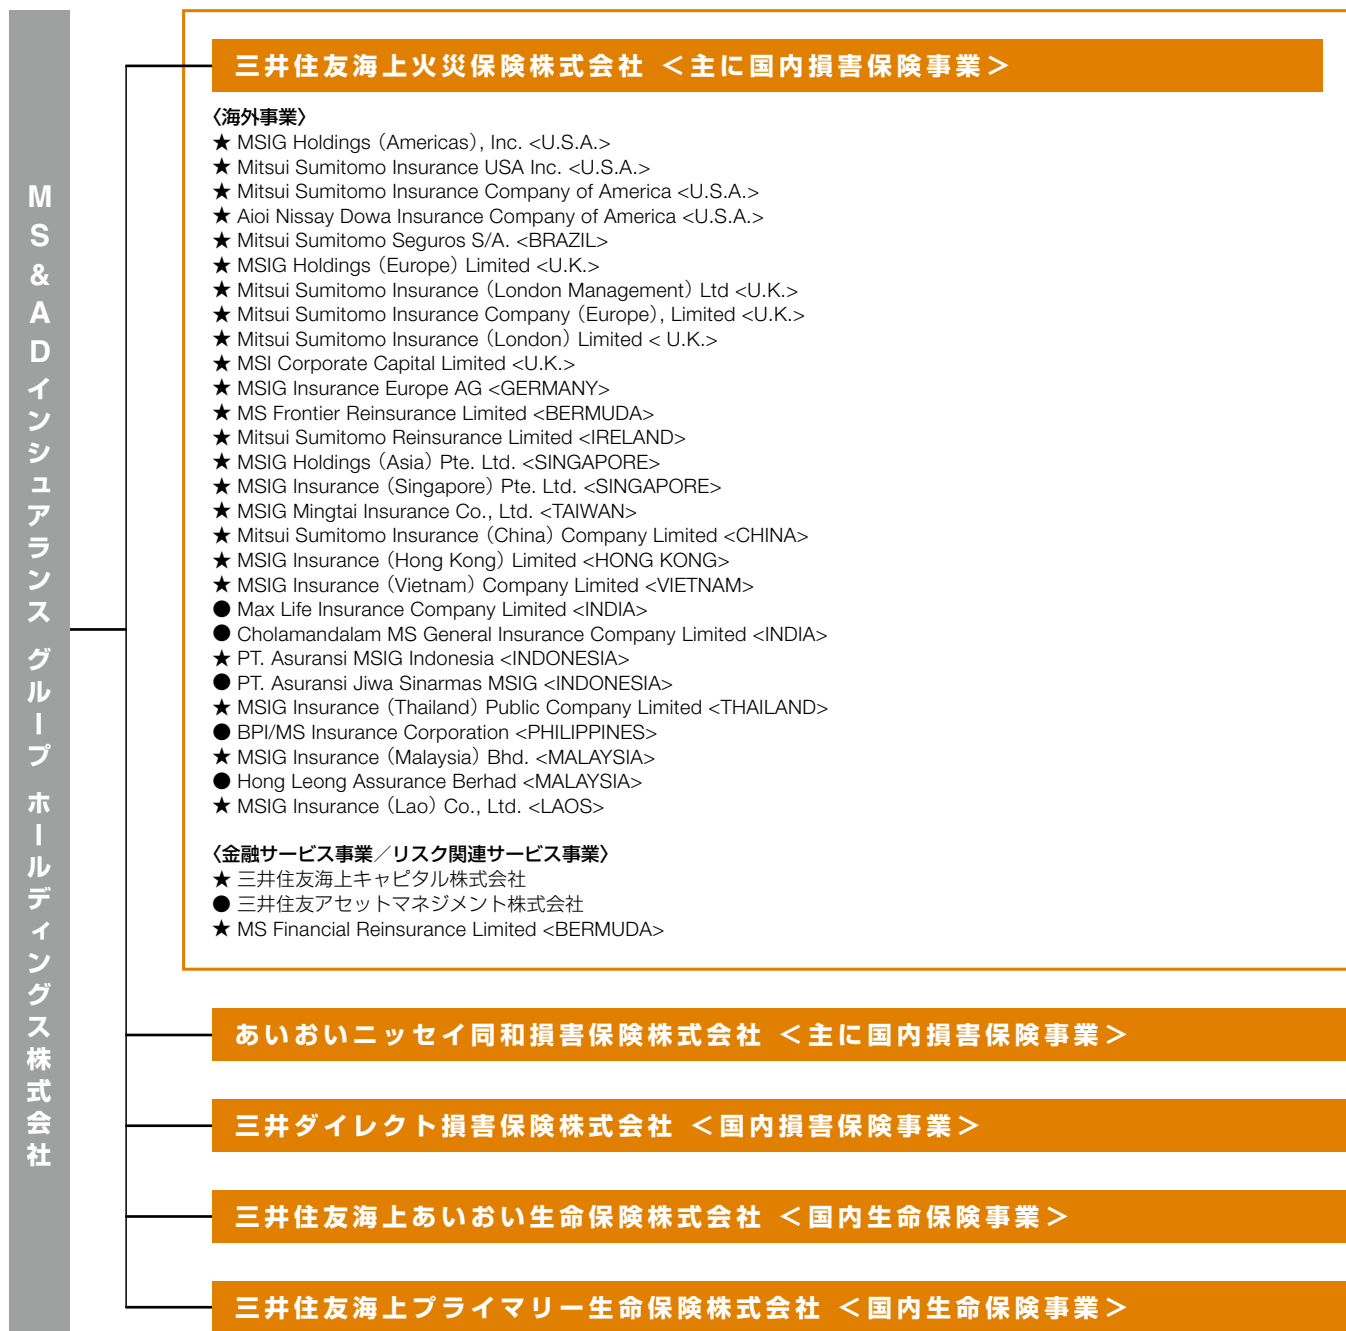 MS&ADインシュアランス グループ ホールディングス株式会社
三井住友海上火災保険株式会社 ＜主に国内損害保険事業＞
〈海外事業〉
★ MSIG Holdings（Americas）, Inc. <U.S.A.>
★ Mitsui Sumitomo Insurance USA Inc. <U.S.A.>
★ Mitsui Sumitomo Insurance Company of America <U.S.A.>
★ Aioi Nissay Dowa Insurance Company of America <U.S.A.>
★ Mitsui Sumitomo Seguros S/A. <BRAZIL>
★ MSIG Holdings（Europe）Limited <U.K.>
★ Mitsui Sumitomo Insurance（London Management）Ltd <U.K.>
★ Mitsui Sumitomo Insurance Company（Europe）, Limited <U.K.>
★ Mitsui Sumitomo Insurance（London）Limited < U.K.>
★ MSI Corporate Capital Limited <U.K.>
★ MSIG Insurance Europe AG <GERMANY>
★ MS Frontier Reinsurance Limited <BERMUDA>
★ Mitsui Sumitomo Reinsurance Limited <IRELAND>
★ MSIG Holdings（Asia）Pte. Ltd. <SINGAPORE>
★ MSIG Insurance（Singapore）Pte. Ltd. <SINGAPORE>
★ MSIG Mingtai Insurance Co., Ltd. <TAIWAN>
★ Mitsui Sumitomo Insurance（China）Company Limited <CHINA>
★ MSIG Insurance（Hong Kong）Limited <HONG KONG>
★ MSIG Insurance（Vietnam）Company Limited <VIETNAM>
● Max Life Insurance Company Limited <INDIA>
● Cholamandalam MS General Insurance Company Limited <INDIA>
★ PT. Asuransi MSIG Indonesia <INDONESIA>
● PT. Asuransi Jiwa Sinarmas MSIG <INDONESIA>
★ MSIG Insurance（Thailand）Public Company Limited <THAILAND>
● BPI/MS Insurance Corporation <PHILIPPINES>
★ MSIG Insurance（Malaysia）Bhd. <MALAYSIA>
● Hong Leong Assurance Berhad <MALAYSIA>
★ MSIG Insurance（Lao）Co., Ltd. <LAOS>
〈金融サービス事業／リスク関連サービス事業〉
★ 三井住友海上キャピタル株式会社
● 三井住友アセットマネジメント株式会社
★ MS Financial Reinsurance Limited <BERMUDA>
あいおいニッセイ同和損害保険株式会社 ＜主に国内損害保険事業＞
三井ダイレクト損害保険株式会社 ＜国内損害保険事業＞
三井住友海上あいおい生命保険株式会社 ＜国内生命保険事業＞
三井住友海上プライマリー生命保険株式会社 ＜国内生命保険事業＞